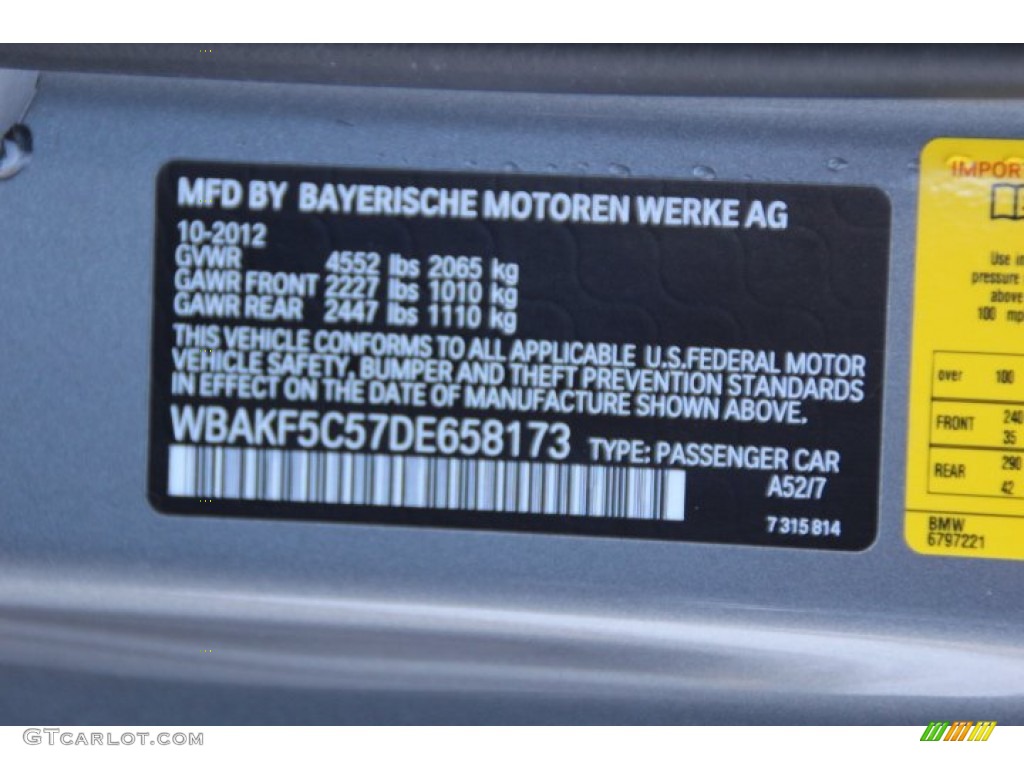 MFD BY BAYERISCHE MOTOREN WERKE AG
10-2012
GVWR 4552 lbs 2065 kg
GAWR FRONT 2227 lbs 1010 kg
GAWR REAR 2447 lbs 1110 kg
THIS VEHICLE CONFORMS TO ALL APPLICABLE U.S.FEDERAL MOTOR
VEHICLE SAFETY, BUMPER AND THEFT PREVENTION STANDARDS
IN EFFECT ON THE DATE OF MANUFACTURE SHOWN ABOVE.
WBAKF5C57DE658173 TYPE: PASSENGER CAR
A52/7
7 315 814
IMPOR
Use in
pressure
above
100 mp
over 100
FRONT 240
35
REAR 290
42
BMW
6797221
GTCARLOT.COM